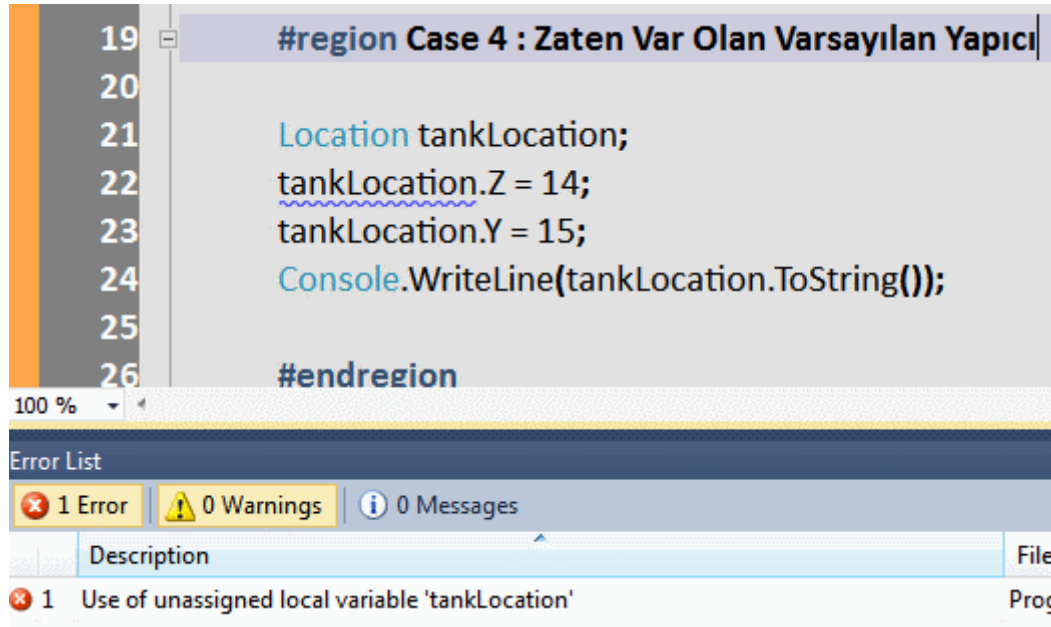 19 #region Case 4 : Zaten Var Olan Varsayılan Yapıcı
20
21 Location tankLocation;
22 tankLocation.Z = 14;
23 tankLocation.Y = 15;
24 Console.WriteLine(tankLocation.ToString());
25
26 #endregion
100 %
Error List
1 Error 0 Warnings 0 Messages
Description File
1 Use of unassigned local variable 'tankLocation' Prog